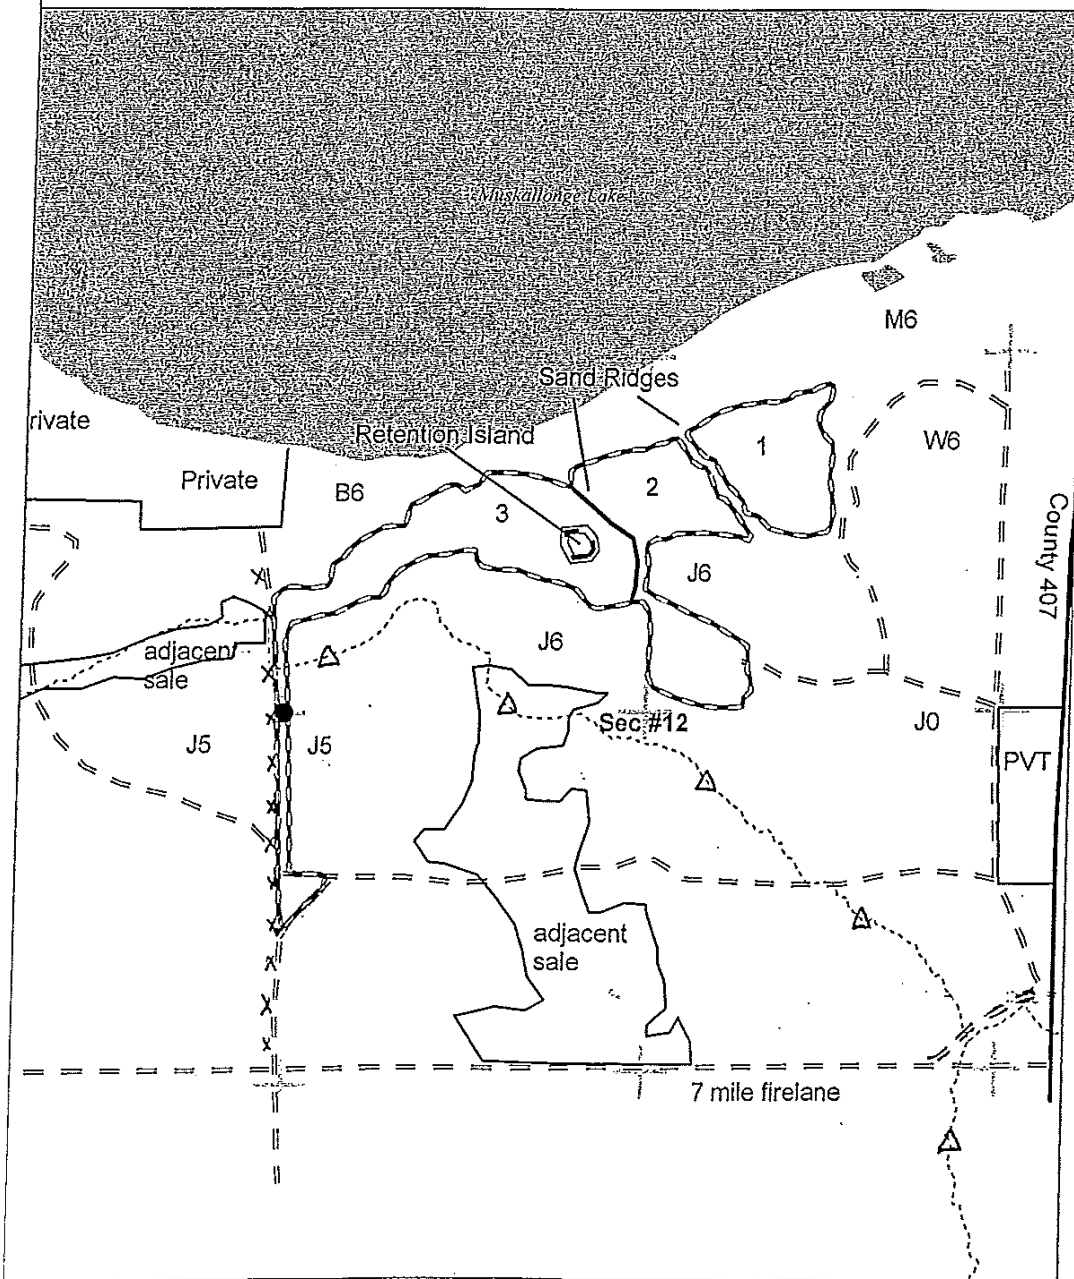 Muskallonge Lake
M6
Sand Ridges
rivate
Retention Island
1
W6
Private
B6
2
3
County 407
J6
adjacent
sale
J6
Sec #12
J0
J5
J5
PVT
adjacent
sale
7 mile firelane